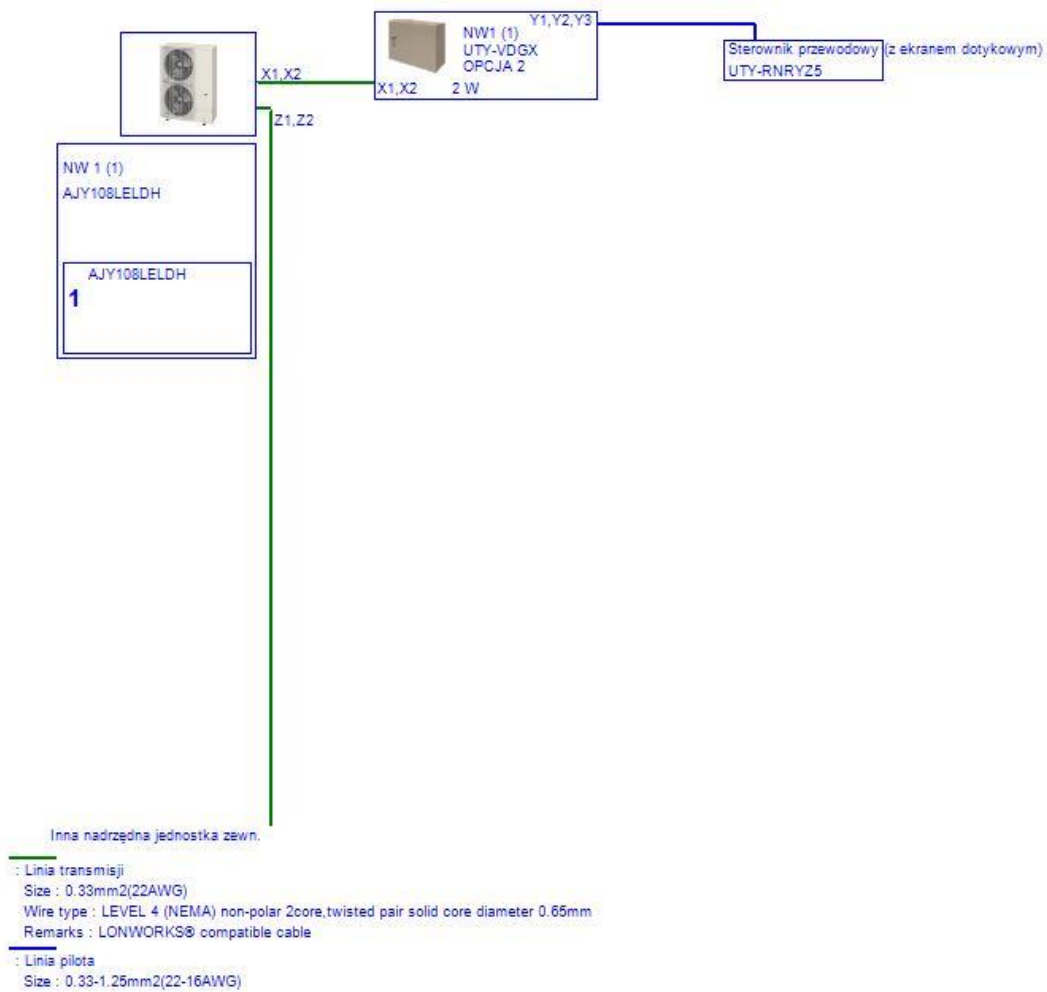 Y1,Y2,Y3
NW1 (1)
UTY-VDGX
OPCJA 2
X1,X2
X1,X2 2 W
Sterownik przewodowy (z ekranem dotykowym)
UTY-RNRYZ5
Z1,Z2
NW 1 (1)
AJY108LELDH
AJY108LELDH
1
Inna nadrzędna jednostka zewn.
: Linia transmisji
Size : 0.33mm2(22AWG)
Wire type : LEVEL 4 (NEMA) non-polar 2core,twisted pair solid core diameter 0.65mm
Remarks : LONWORKS® compatible cable
: Linia pilota
Size : 0.33-1.25mm2(22-16AWG)